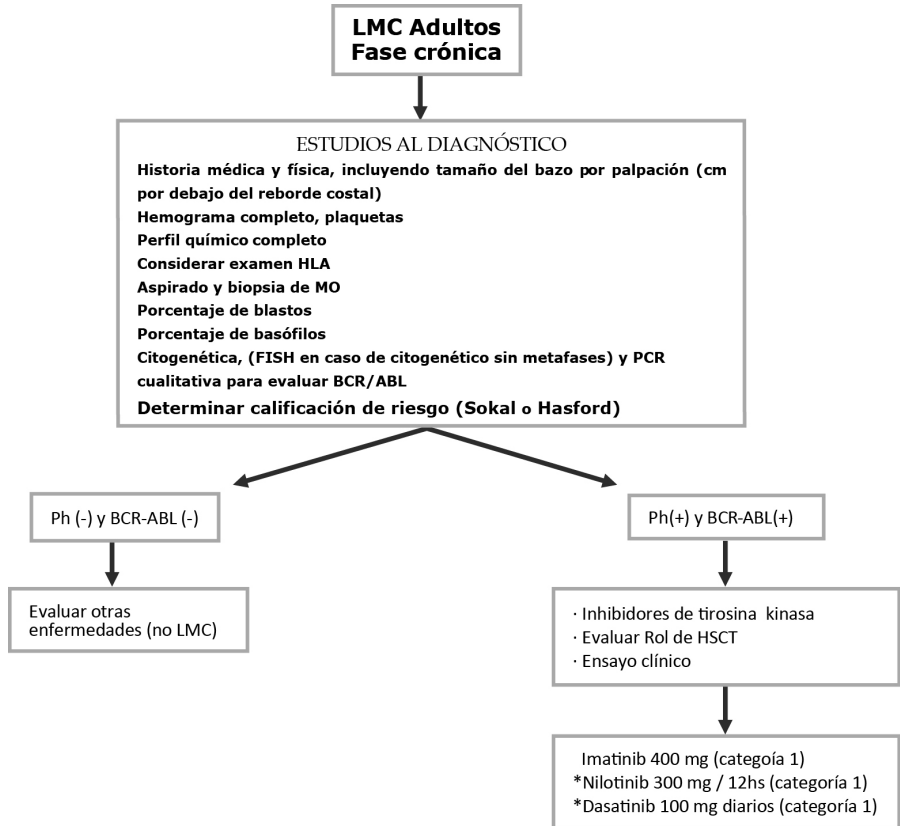 LMC Adultos
Fase crónica
ESTUDIOS AL DIAGNÓSTICO
Historia médica y física, incluyendo tamaño del bazo por palpación (cm
por debajo del reborde costal)
Hemograma completo, plaquetas
Perfil químico completo
Considerar examen HLA
Aspirado y biopsia de MO
Porcentaje de blastos
Porcentaje de basófilos
Citogenética, (FISH en caso de citogenético sin metafases) y PCR
cualitativa para evaluar BCR/ABL
Determinar calificación de riesgo (Sokal o Hasford)
Ph (-) y BCR-ABL (-)
Evaluar otras
enfermedades (no LMC)
Ph(+) y BCR-ABL(+)
· Inhibidores de tirosina kinasa
· Evaluar Rol de HSCT
· Ensayo clínico
Imatinib 400 mg (categoía 1)
*Nilotinib 300 mg / 12hs (categoría 1)
*Dasatinib 100 mg diarios (categoría 1)